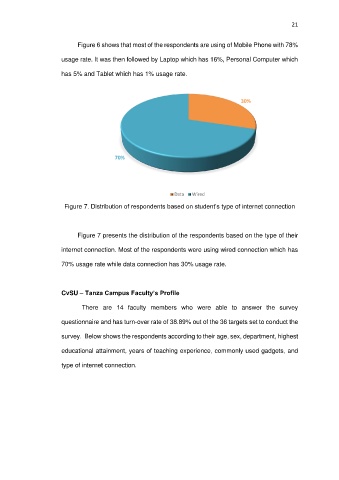 21
Figure 6 shows that most of the respondents are using of Mobile Phone with 78%
usage rate. It was then followed by Laptop which has 16%, Personal Computer which
has 5% and Tablet which has 1% usage rate.
30%
70%
Data Wired
Figure 7. Distribution of respondents based on student's type of internet connection
Figure 7 presents the distribution of the respondents based on the type of their
internet connection. Most of the respondents were using wired connection which has
70% usage rate while data connection has 30% usage rate.
CvSU – Tanza Campus Faculty's Profile
There are 14 faculty members who were able to answer the survey
questionnaire and has turn-over rate of 38.89% out of the 36 targets set to conduct the
survey. Below shows the respondents according to their age, sex, department, highest
educational attainment, years of teaching experience, commonly used gadgets, and
type of internet connection.